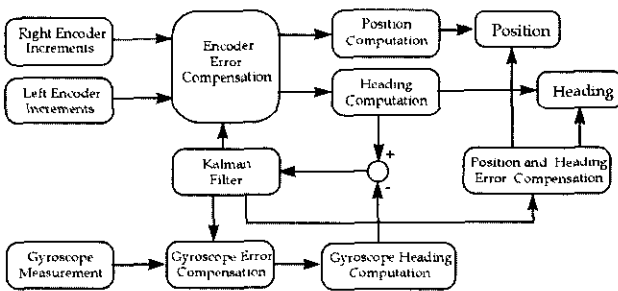 Right Encoder
Increments
Encoder
Error
Compensation
Position
Computation
Position
Left Encoder
Increments
Heading
Computation
Heading
+
-
Kalman
Filter
Position and Heading
Error Compensation
Gyroscope
Measurement
Gyroscope Error
Compensation
Gyroscope Heading
Computation